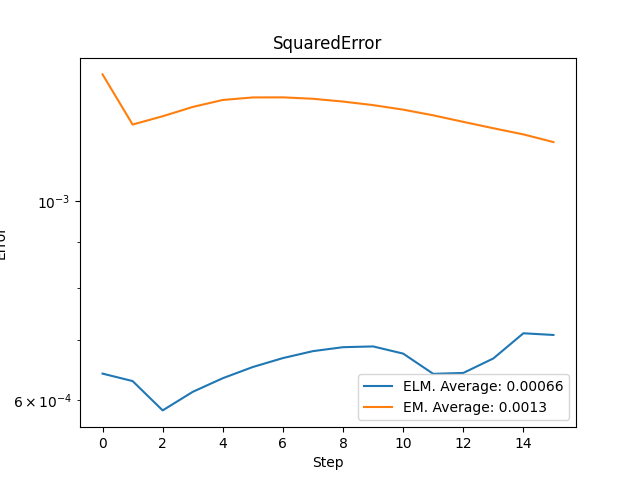 SquaredError
Error
10⁻³
6 × 10⁻⁴
0 2 4 6 8 10 12 14
Step
ELM. Average: 0.00066
EM. Average: 0.0013